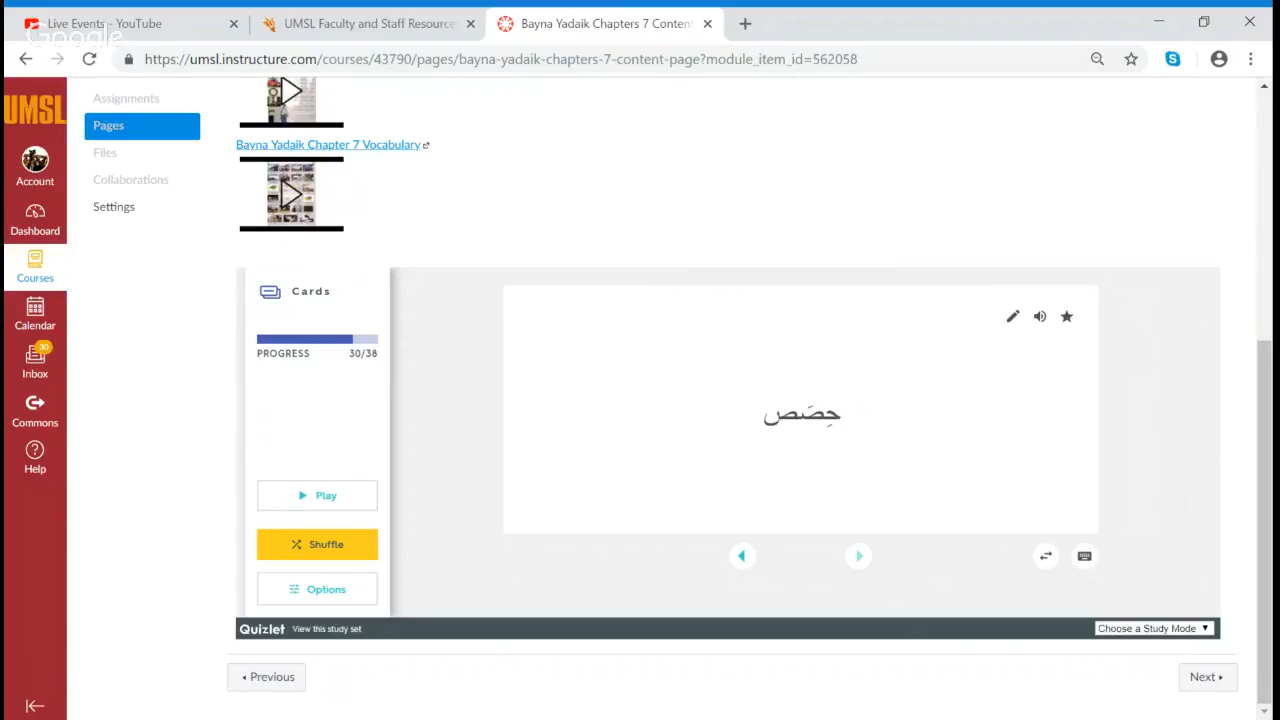 Live Events - YouTube
UMSL Faculty and Staff Resource
Bayna Yadaik Chapters 7 Content
Google
https://umsl.instructure.com/courses/43790/pages/bayna-yadaik-chapters-7-content-page?module_item_id=562058
UMSL
Account
Dashboard
Courses
Calendar
30
Inbox
Commons
Help
Assignments
Pages
Files
Collaborations
Settings
Bayna Yadaik Chapter 7 Vocabulary
Cards
PROGRESS 30/38
Play
Shuffle
Options
حِصَص
Quizlet View this study set
Choose a Study Mode
Previous
Next